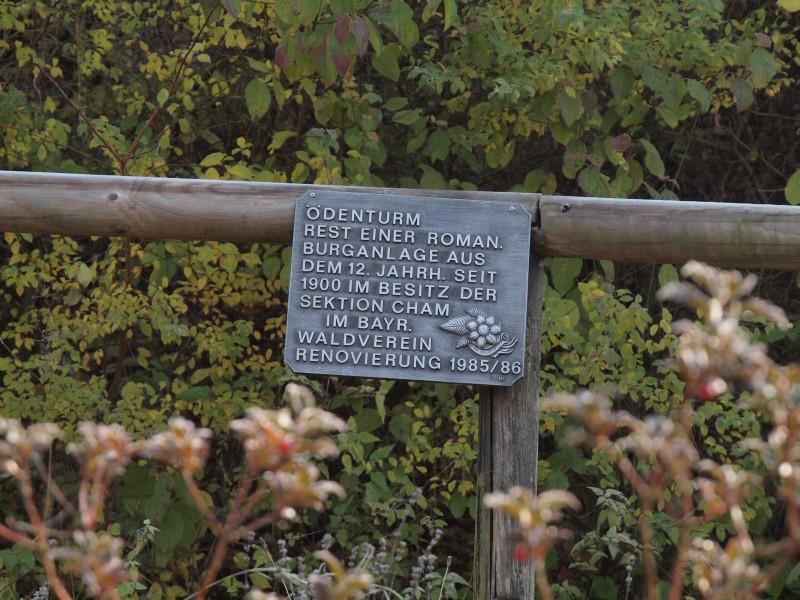 ÖDENTURM
REST EINER ROMAN.
BURGANLAGE AUS
DEM 12. JAHRH. SEIT
1900 IM BESITZ DER
SEKTION CHAM
IM BAYR.
WALDVEREIN
RENOVIERUNG 1985/86